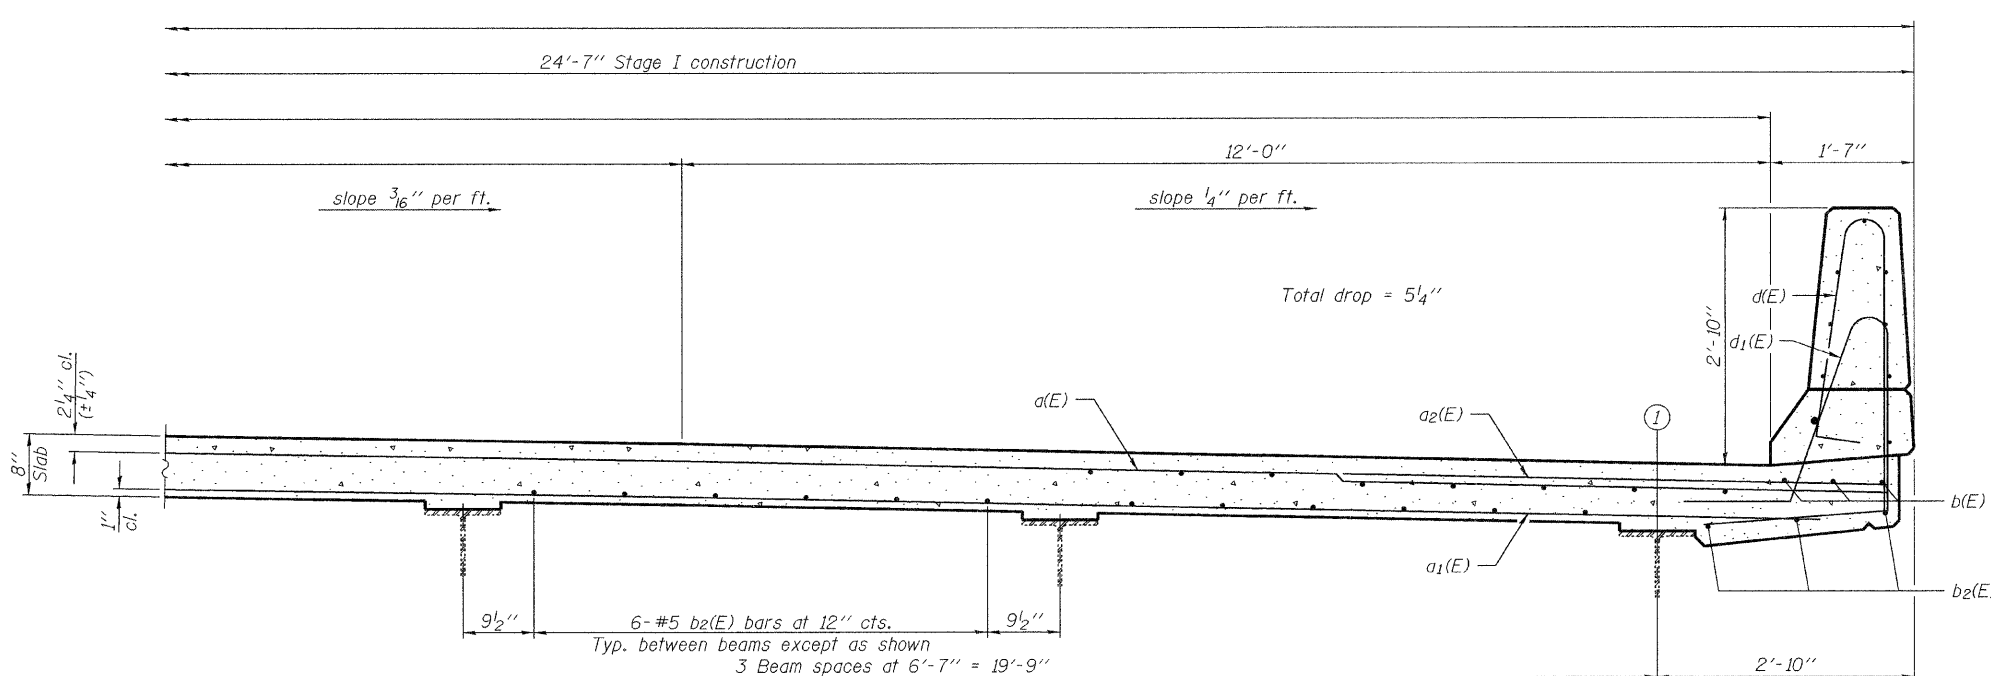 24'-7" Stage I construction
12'-0"
1'-7"
slope 3/16" per ft.
slope 1/4" per ft.
Total drop = 5 1/4"
2'-10"
d(E)
d1(E)
2 1/4" cl.
(±1/4")
8"
Slab
1"
cl.
a(E)
a2(E)
1
b(E)
a1(E)
b2(E
9 1/2"
6-#5 b2(E) bars at 12" cts.
9 1/2"
Typ. between beams except as shown
3 Beam spaces at 6'-7" = 19'-9"
2'-10"